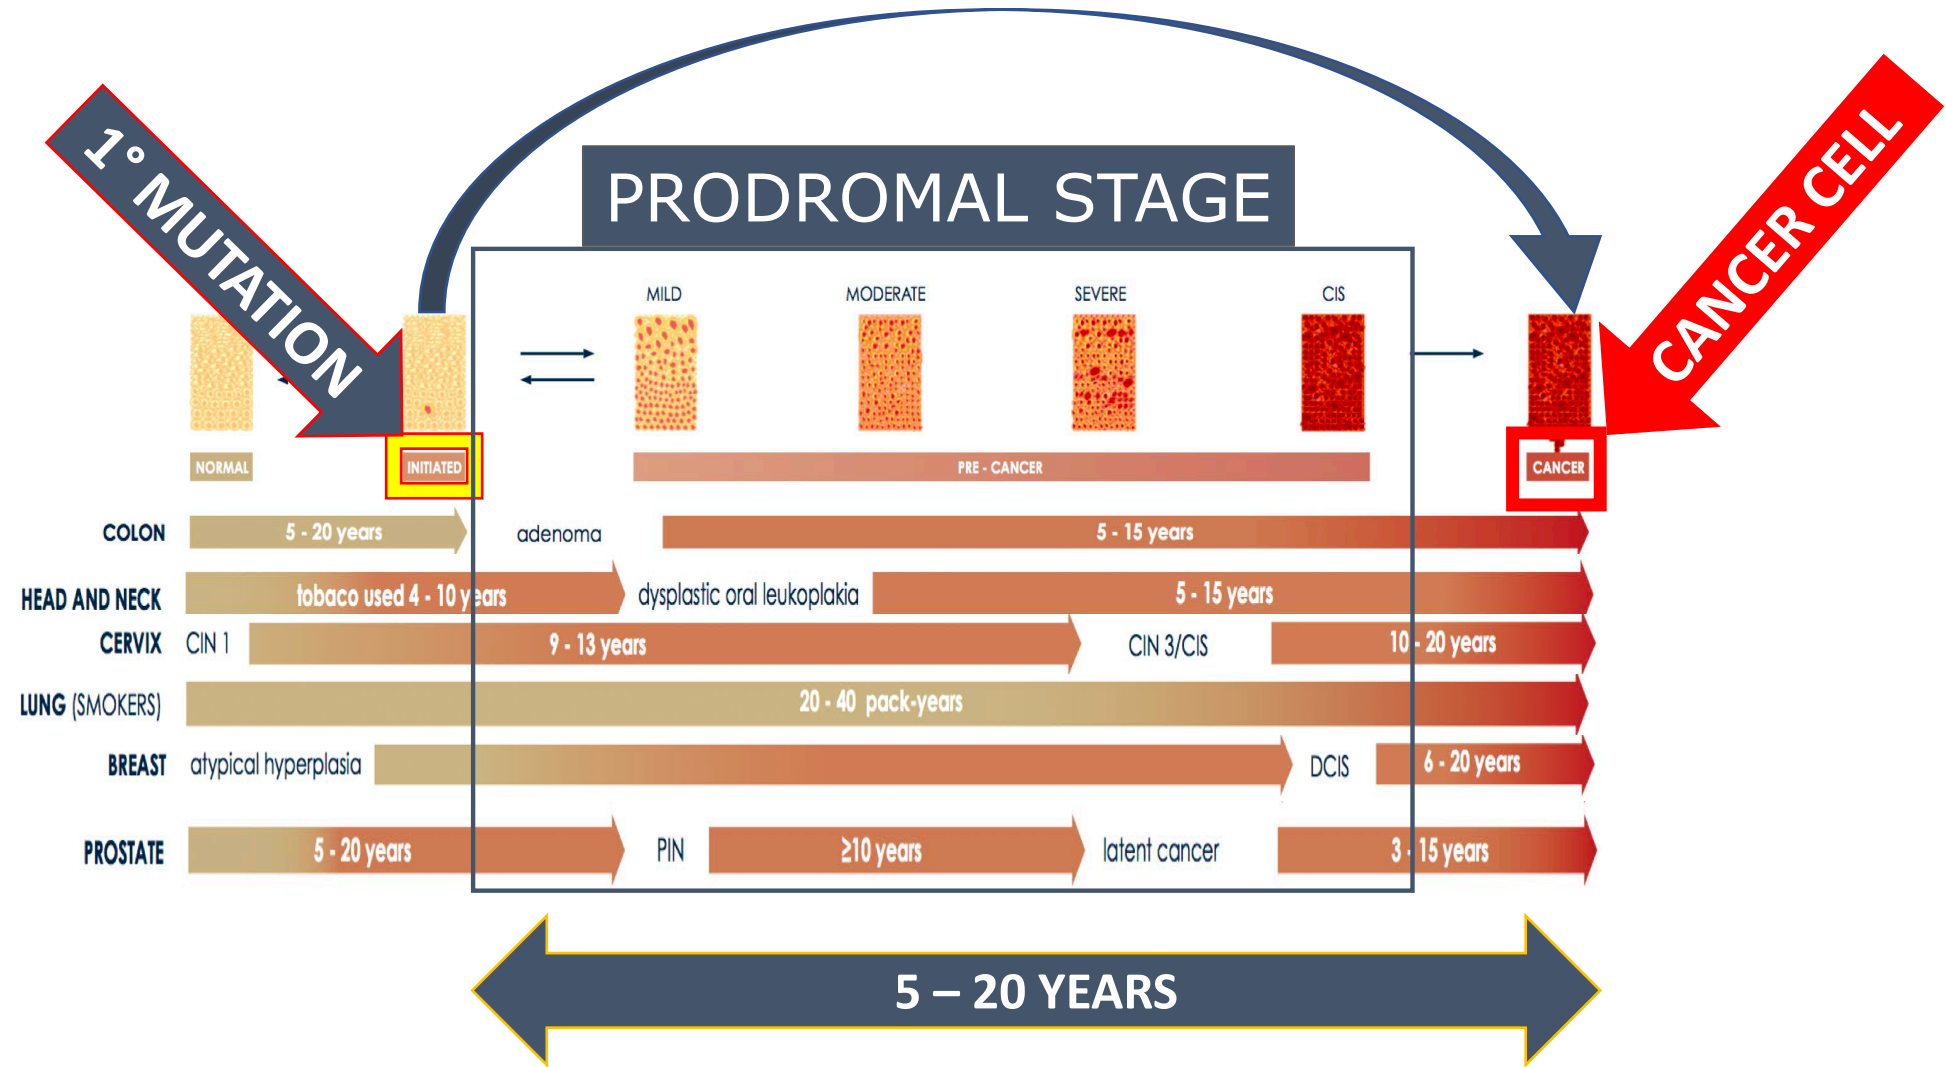 1° MUTATION
CANCER CELL
PRODROMAL STAGE
MILD
MODERATE
SEVERE
CIS
NORMAL
INITIATED
PRE - CANCER
CANCER
COLON
5 - 20 years
adenoma
5 - 15 years
HEAD AND NECK
tobacco used 4 - 10 years
dysplastic oral leukoplakia
5 - 15 years
CERVIX
CIN 1
9 - 13 years
CIN 3/CIS
10 - 20 years
LUNG (SMOKERS)
20 - 40 pack-years
BREAST
atypical hyperplasia
DCIS
6 - 20 years
PROSTATE
5 - 20 years
PIN
≥10 years
latent cancer
3 - 15 years
5 – 20 YEARS